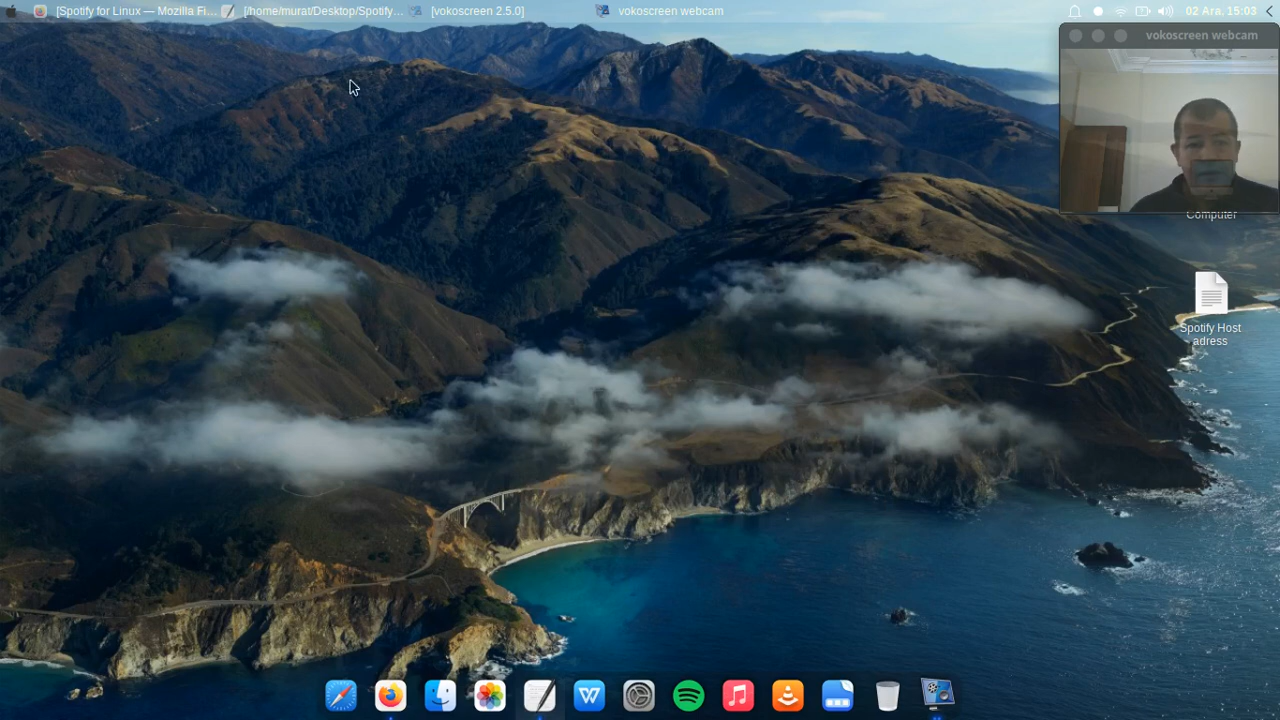 [Spotify for Linux — Mozilla Fi... [/home/murat/Desktop/Spotify... [vokoscreen 2.5.0] vokoscreen webcam 02 Ara, 15:03
vokoscreen webcam
Computer
Spotify Host
adress